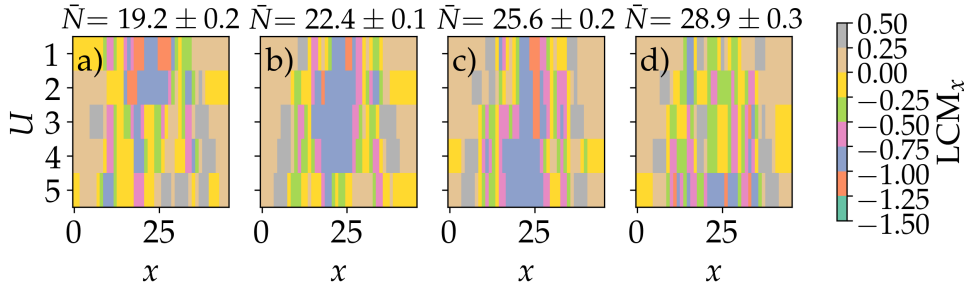 N̄ = 19.2 ± 0.2 N̄ = 22.4 ± 0.1 N̄ = 25.6 ± 0.2 N̄ = 28.9 ± 0.3
a) b) c) d)
U
1
2
3
4
5
0 25 0 25 0 25 0 25
x x x x
0.50
0.25
0.00
−0.25
−0.50
−0.75
−1.00
−1.25
−1.50
LCMₓ